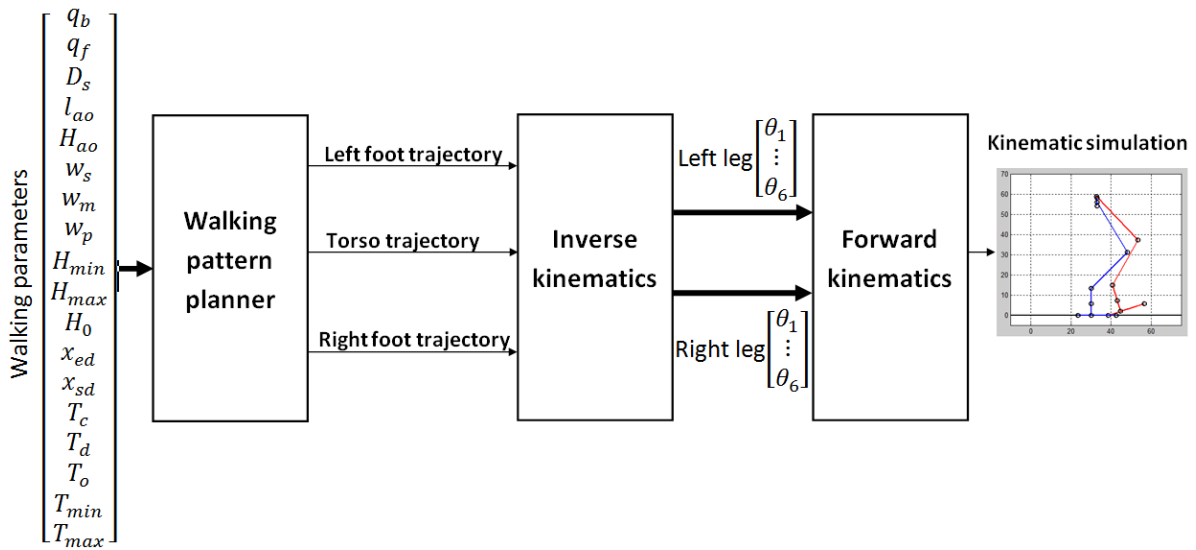 Walking parameters
q_b
q_f
D_s
l_ao
H_ao
w_s
w_m
w_p
H_min
H_max
H_0
x_ed
x_sd
T_c
T_d
T_o
T_min
T_max
Walking
pattern
planner
Left foot trajectory
Torso trajectory
Right foot trajectory
Inverse
kinematics
Left leg [θ_1
⋮
θ_6]
Right leg [θ_1
⋮
θ_6]
Forward
kinematics
Kinematic simulation
70
60
50
40
30
20
10
0
0 20 40 60